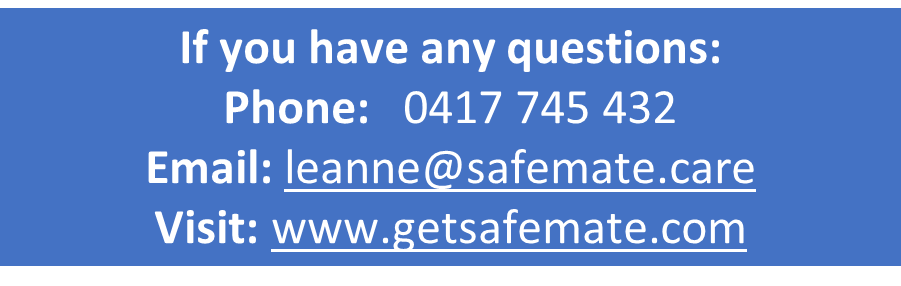 If you have any questions:
Phone: 0417 745 432
Email: leanne@safemate.care
Visit: www.getsafemate.com